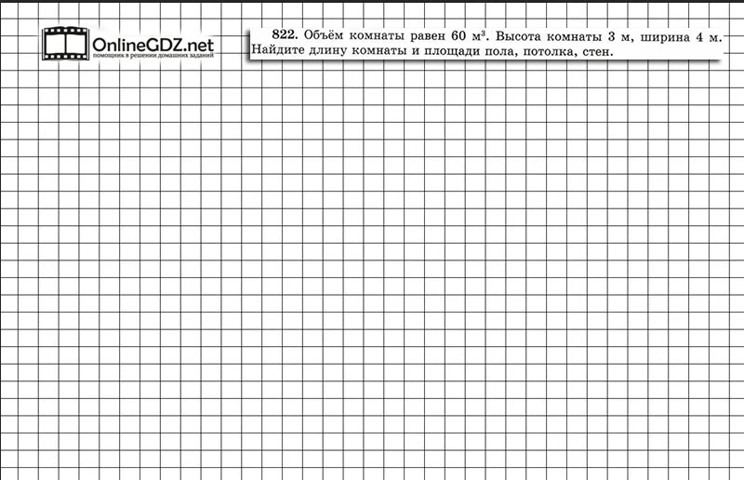 OnlineGDZ.net
помощник в решении домашних заданий
822. Объём комнаты равен 60 м³. Высота комнаты 3 м, ширина 4 м.
Найдите длину комнаты и площади пола, потолка, стен.